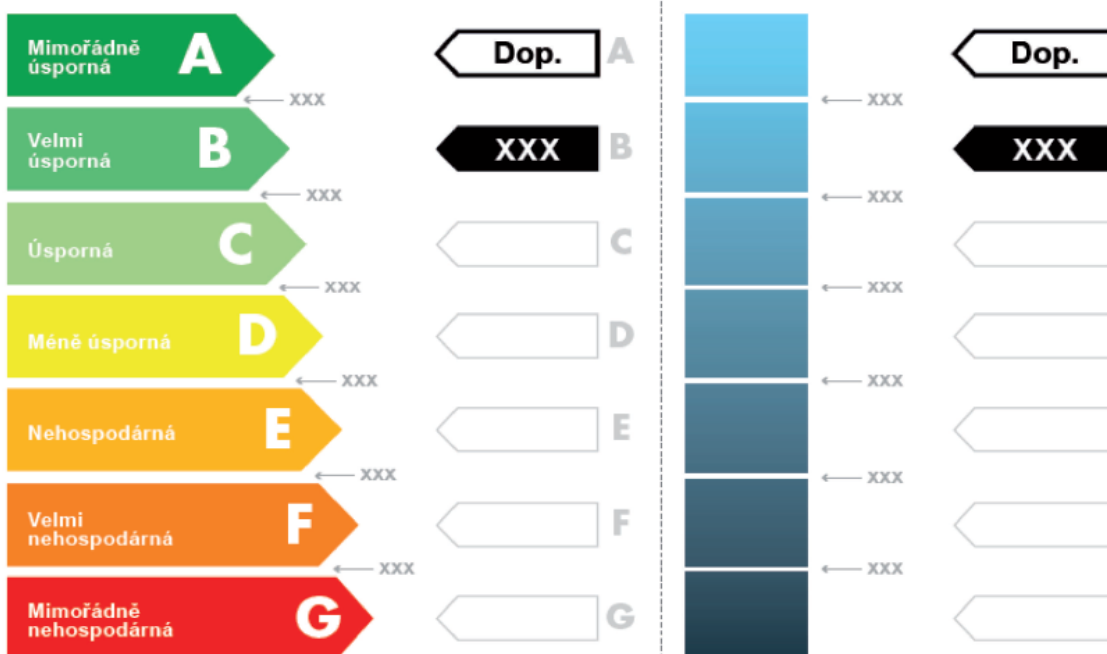 Mimořádně
úsporná
A
Dop.
A
Dop.
XXX
XXX
Velmi
úsporná
B
XXX
B
XXX
XXX
XXX
Úsporná
C
C
XXX
XXX
Méně úsporná
D
D
XXX
XXX
Nehospodárná
E
E
XXX
XXX
Velmi
nehospodárná
F
F
XXX
XXX
Mimořádně
nehospodárná
G
G